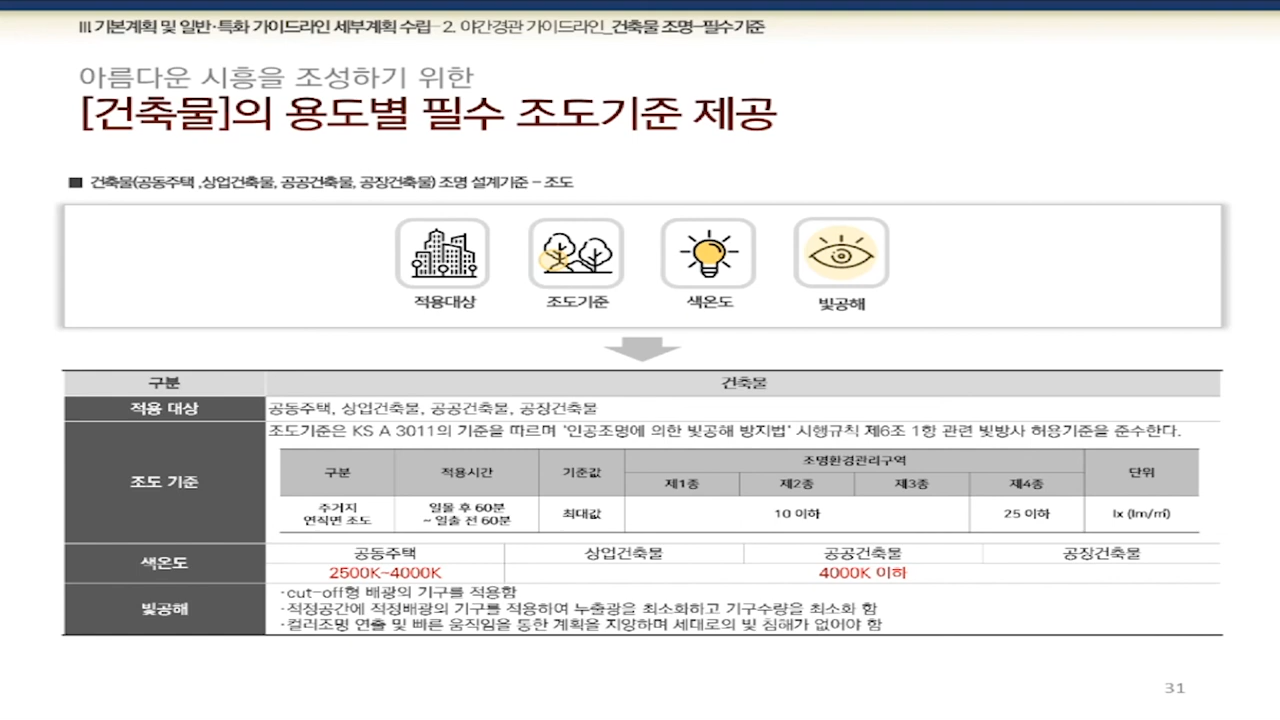 Ⅲ. 기본계획 및 일반·특화 가이드라인 세부계획 수립 - 2. 야간경관 가이드라인_건축물 조명-필수기준
아름다운 시흥을 조성하기 위한
[건축물]의 용도별 필수 조도기준 제공
■ 건축물(공동주택 ,상업건축물, 공공건축물, 공장건축물) 조명 설계기준 - 조도
적용대상 조도기준 색온도 빛공해
구분 건축물
적용 대상 공동주택, 상업건축물, 공공건축물, 공장건축물
조도 기준 조도기준은 KS A 3011의 기준을 따르며 '인공조명에 의한 빛공해 방지법' 시행규칙 제6조 1항 관련 빛방사 허용기준을 준수한다.
구분 적용시간 기준값 조명환경관리구역 단위
제1종 제2종 제3종 제4종
주거지 연직면 조도 일몰 후 60분 ~ 일출 전 60분 최대값 10 이하 25 이하 lx (lm/㎡)
색온도 공동주택 상업건축물 공공건축물 공장건축물
2500K~4000K 4000K 이하
빛공해 ·cut-off형 배광의 기구를 적용함
·적정공간에 적정배광의 기구를 적용하여 누출광을 최소화하고 기구수량을 최소화 함
·컬러조명 연출 및 빠른 움직임을 통한 계획을 지양하며 세대로의 빛 침해가 없어야 함
31